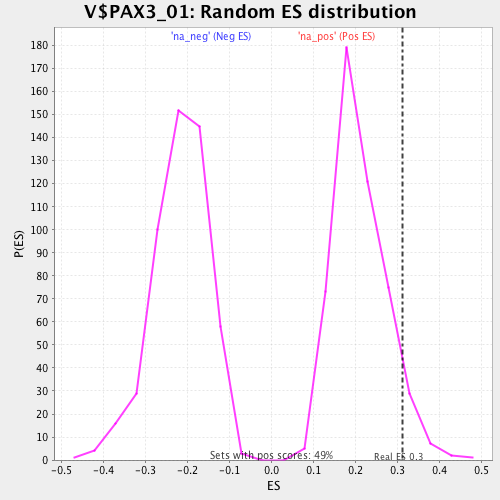 V$PAX3_01: Random ES distribution
'na_neg' (Neg ES)
'na_pos' (Pos ES)
180
170
160
150
140
130
120
110
100
90
80
70
60
50
40
30
20
10
0
P(ES)
Sets with pos scores: 49%
Real ES 0.3
-0.5 -0.4 -0.3 -0.2 -0.1 0.0 0.1 0.2 0.3 0.4 0.5
ES